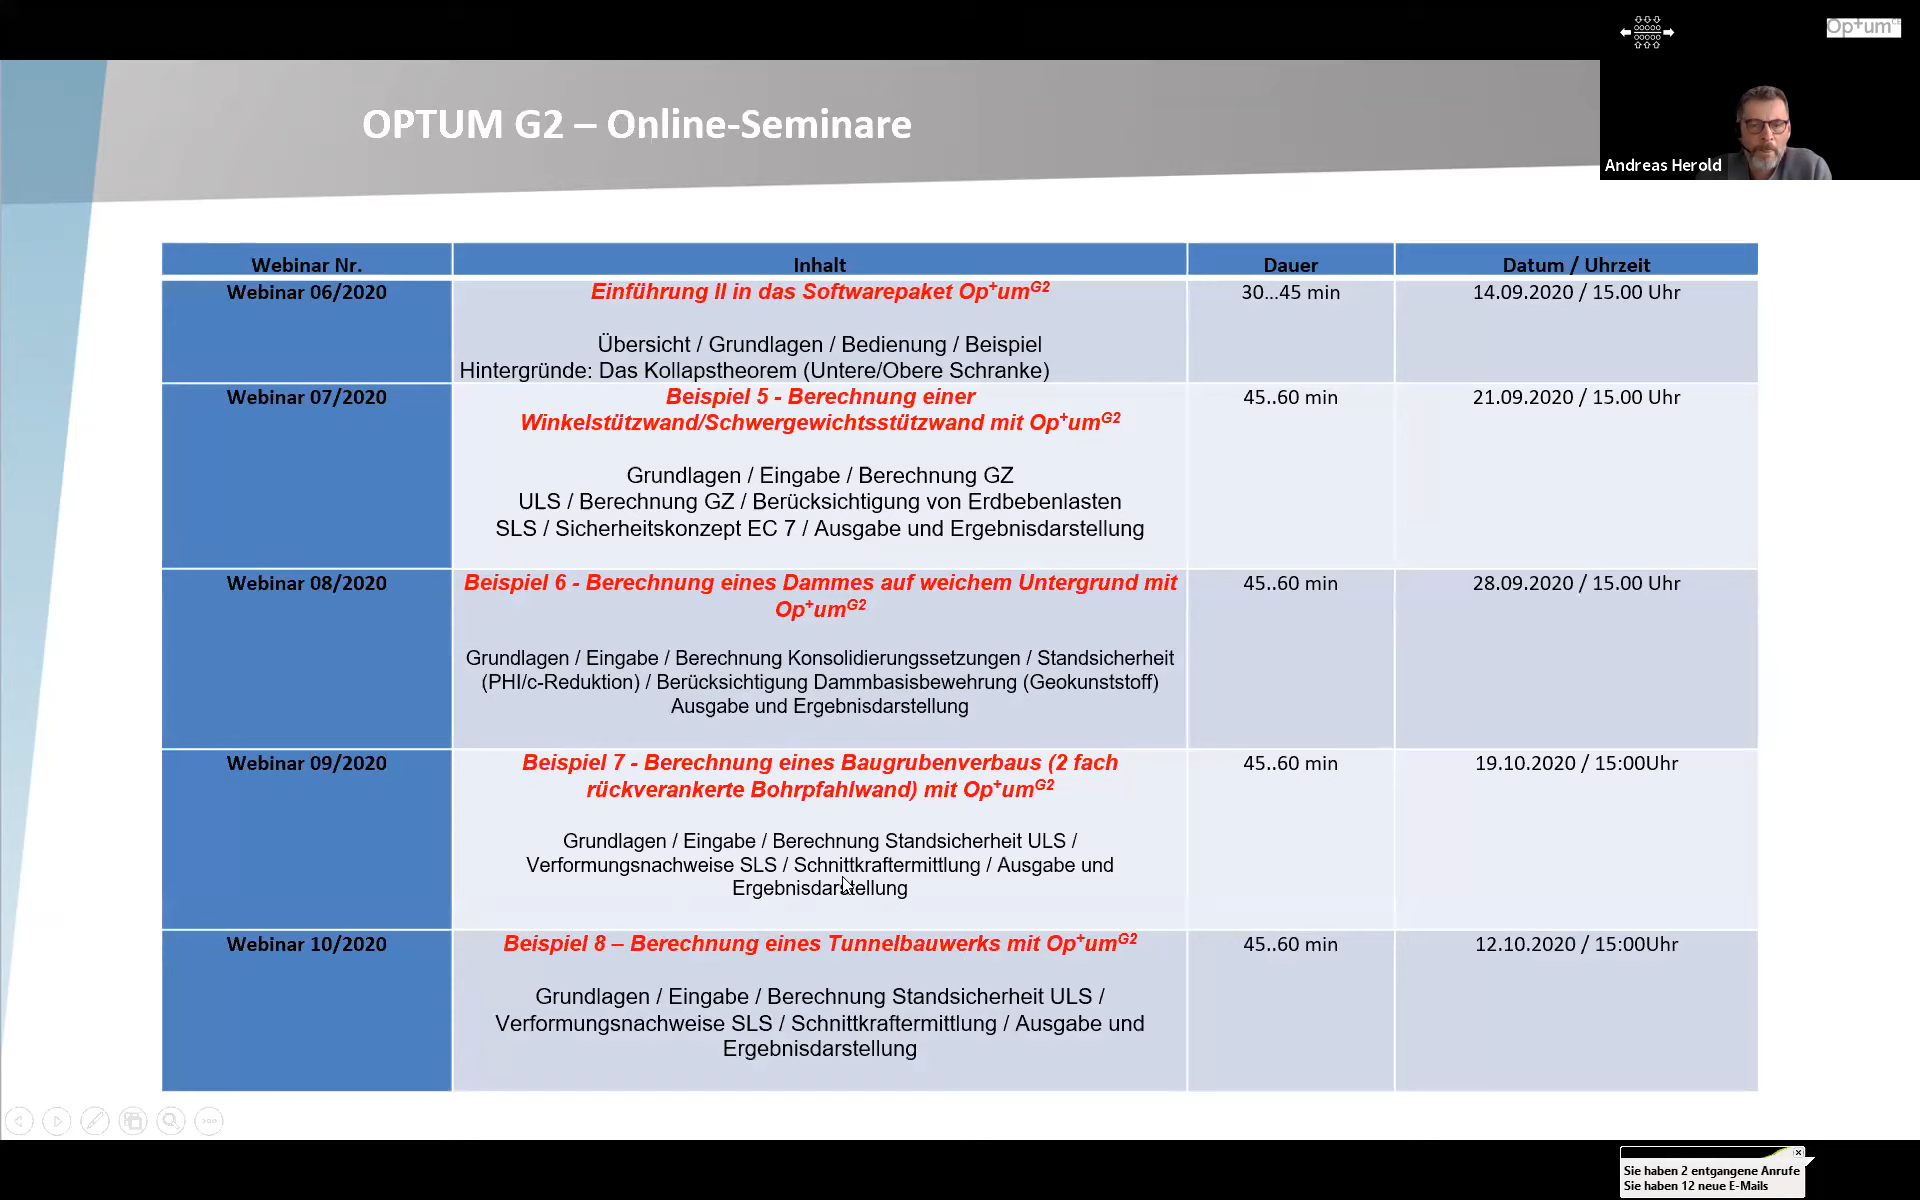 Op+umG2
OPTUM G2 – Online-Seminare
Andreas Herold
Webinar Nr.
Inhalt
Dauer
Datum / Uhrzeit
Webinar 06/2020
Einführung II in das Softwarepaket Op+umG2
30...45 min
14.09.2020 / 15.00 Uhr
Übersicht / Grundlagen / Bedienung / Beispiel
Hintergründe: Das Kollapstheorem (Untere/Obere Schranke)
Webinar 07/2020
Beispiel 5 - Berechnung einer
Winkelstützwand/Schwergewichtsstützwand mit Op+umG2
45..60 min
21.09.2020 / 15.00 Uhr
Grundlagen / Eingabe / Berechnung GZ
ULS / Berechnung GZ / Berücksichtigung von Erdbebenlasten
SLS / Sicherheitskonzept EC 7 / Ausgabe und Ergebnisdarstellung
Webinar 08/2020
Beispiel 6 - Berechnung eines Dammes auf weichem Untergrund mit
Op+umG2
45..60 min
28.09.2020 / 15.00 Uhr
Grundlagen / Eingabe / Berechnung Konsolidierungssetzungen / Standsicherheit
(PHI/c-Reduktion) / Berücksichtigung Dammbasisbewehrung (Geokunststoff)
Ausgabe und Ergebnisdarstellung
Webinar 09/2020
Beispiel 7 - Berechnung eines Baugrubenverbaus (2 fach
rückverankerte Bohrpfahlwand) mit Op+umG2
45..60 min
19.10.2020 / 15:00Uhr
Grundlagen / Eingabe / Berechnung Standsicherheit ULS /
Verformungsnachweise SLS / Schnittkraftermittlung / Ausgabe und
Ergebnisdarstellung
Webinar 10/2020
Beispiel 8 – Berechnung eines Tunnelbauwerks mit Op+umG2
45..60 min
12.10.2020 / 15:00Uhr
Grundlagen / Eingabe / Berechnung Standsicherheit ULS /
Verformungsnachweise SLS / Schnittkraftermittlung / Ausgabe und
Ergebnisdarstellung
Sie haben 2 entgangene Anrufe
Sie haben 12 neue E-Mails